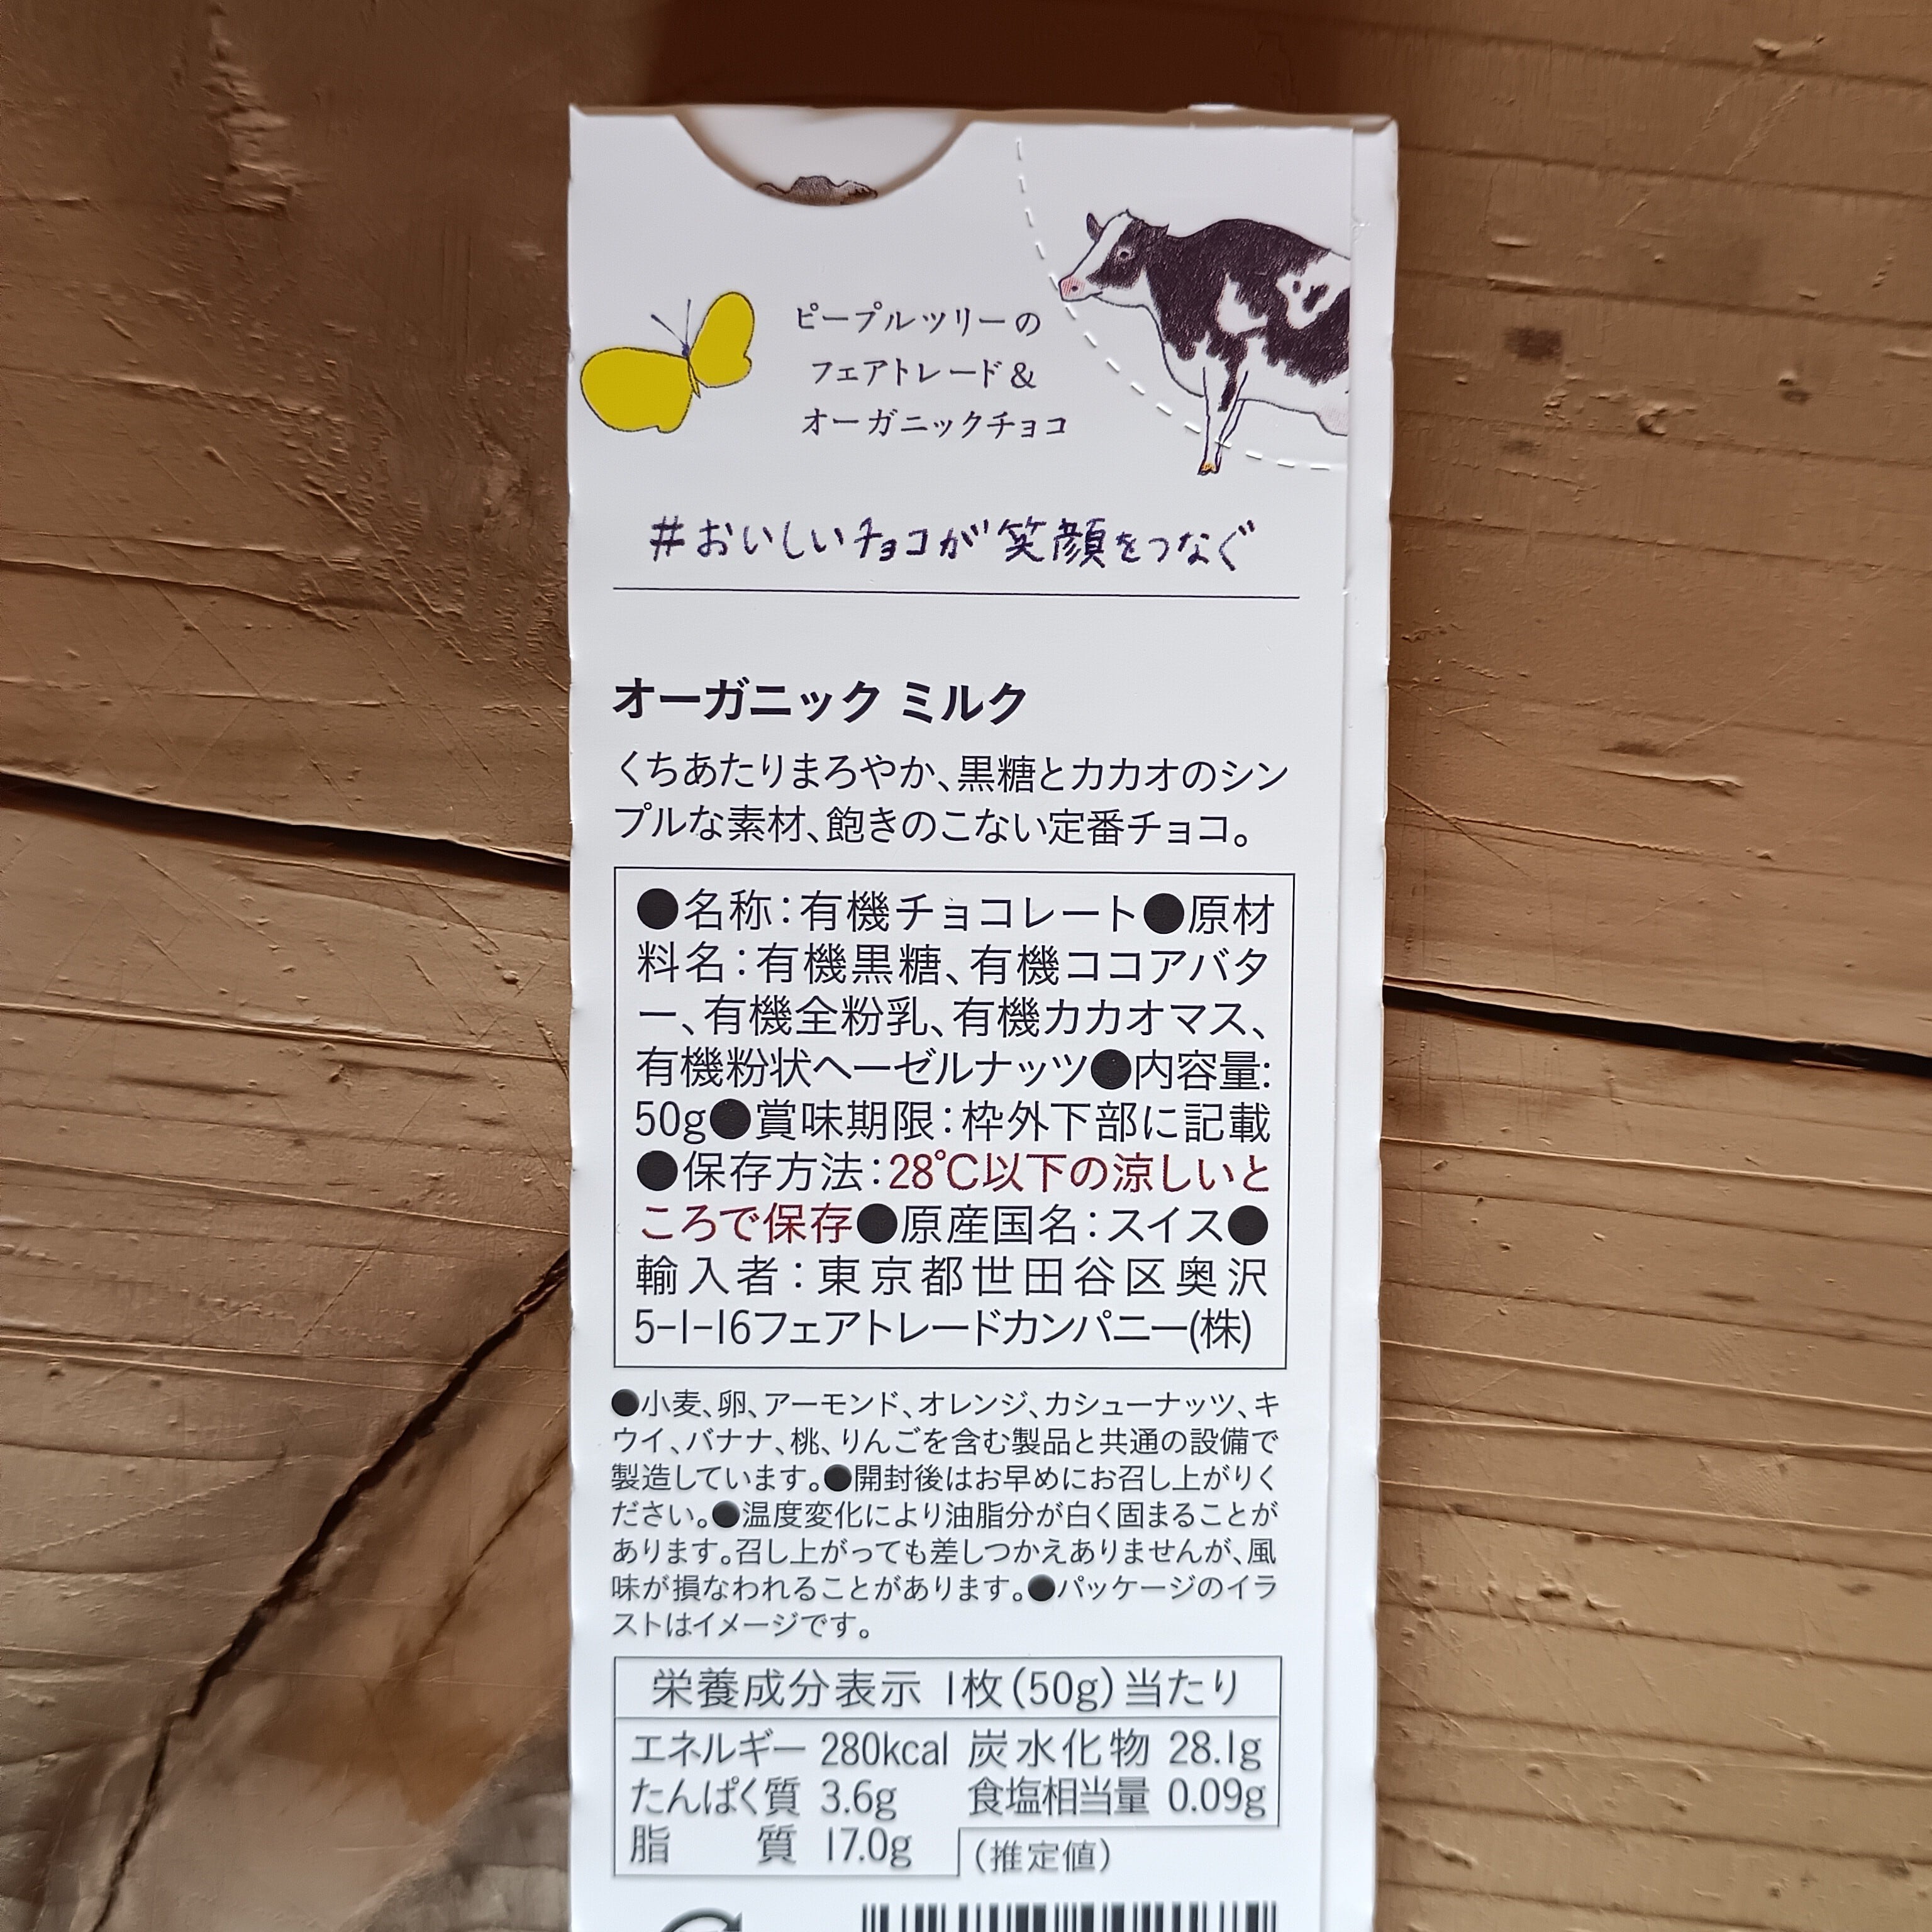 ピープルツリーの
フェアトレード&
オーガニックチョコ
#おいしいチョコが笑顔をつなぐ
オーガニック ミルク
くちあたりまろやか、黒糖とカカオのシン
プルな素材、飽きのこない定番チョコ。
●名称:有機チョコレート●原材
料名:有機黒糖、有機ココアバタ
ー、有機全粉乳、有機カカオマス、
有機粉状ヘーゼルナッツ●内容量:
50g●賞味期限:枠外下部に記載
●保存方法:28℃以下の涼しいと
ころで保存●原産国名:スイス●
輸入者:東京都世田谷区奥沢
5-1-16フェアトレードカンパニー(株)
●小麦、卵、アーモンド、オレンジ、カシューナッツ、キ
ウイ、バナナ、桃、りんごを含む製品と共通の設備で
製造しています。●開封後はお早めにお召し上がりく
ださい。●温度変化により油脂分が白く固まることが
あります。召し上がっても差しつかえありませんが、風
味が損なわれることがあります。●パッケージのイラ
ストはイメージです。
栄養成分表示 1枚(50g)当たり
エネルギー 280kcal 炭水化物 28.1g
たんぱく質 3.6g 食塩相当量 0.09g
脂 質 17.0g (推定値)